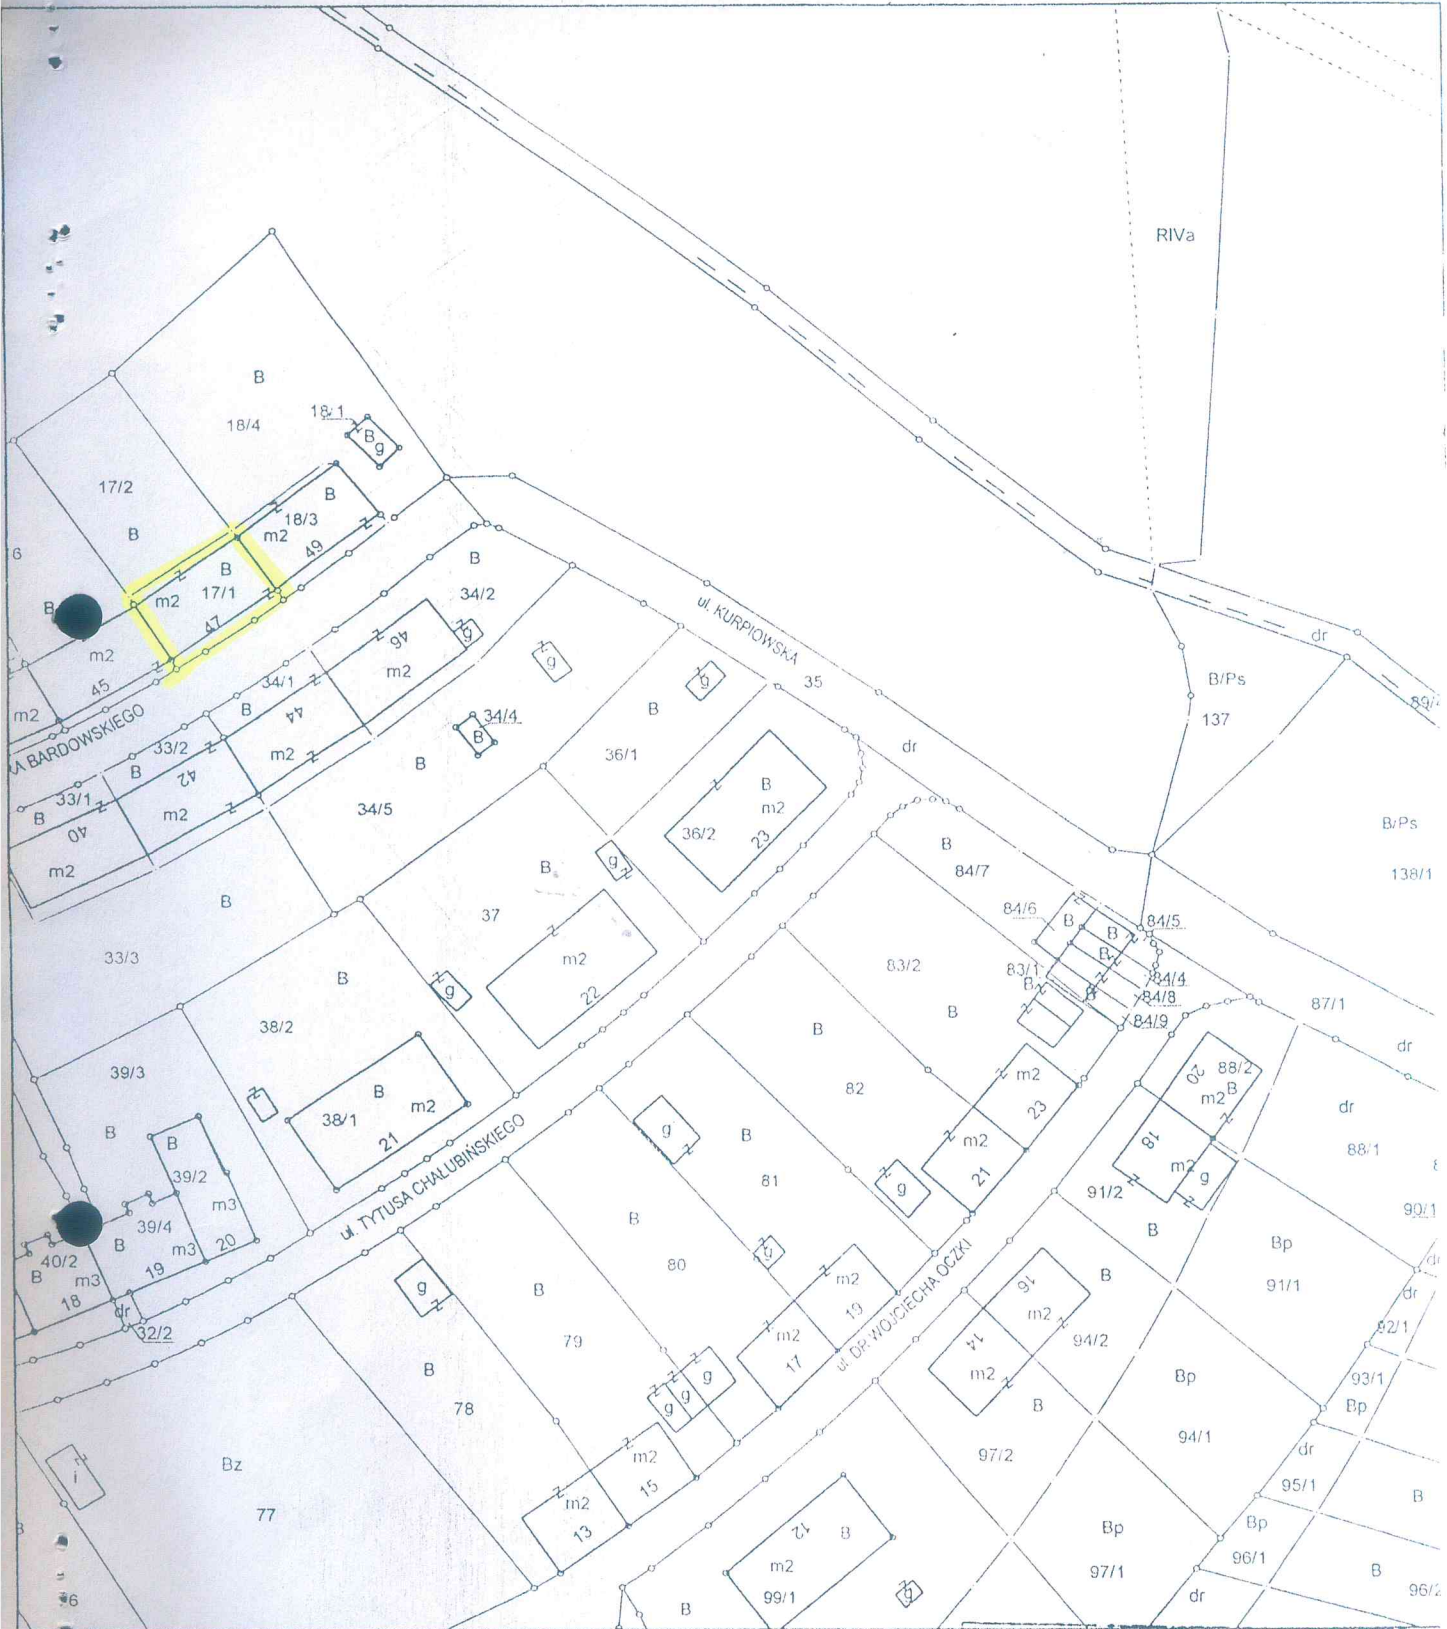 RIVa
B
18/4
18/1
B
g
17/2
B
B
18/3
m2
49
6
B
17/1
m2
47
B
m2
45
m2
KA BARDOWSKIEGO
B
34/2
g
46
m2
34/1
B
44
m2
33/2
B
42
m2
33/1
B
40
m2
g
g
34/4
B
B
34/5
ul. KURPIOWSKA
35
dr
B
36/1
B
36/2
m2
23
dr
B/Ps
137
89/4
B/Ps
138/1
B
33/3
B
37
g
m2
22
g
B
38/2
B
38/1
m2
21
B
84/7
84/6
B
B
84/5
B
84/4
83/1
B
B
84/8
84/9
83/2
B
87/1
dr
39/3
B
B
39/2
m3
20
39/4
B
m3
19
40/2
B
m3
18
dr
32/2
ul. TYTUSA CHAŁUBIŃSKIEGO
B
82
m2
23
m2
21
g
g
B
81
20
88/2
m2
B
18
m2
g
dr
88/1
90/1
91/2
B
Bp
91/1
dr
dr
92/1
93/1
Bp
B
80
g
m2
19
m2
17
ul. DR WOJCIECHA OCZKI
g
B
79
g
g
g
B
78
m2
15
m2
13
B
16
m2
14
m2
94/2
B
Bp
94/1
97/2
dr
95/1
B
Bz
77
i
B
6
12
B
m2
99/1
B
g
Bp
97/1
Bp
96/1
dr
B
96/2